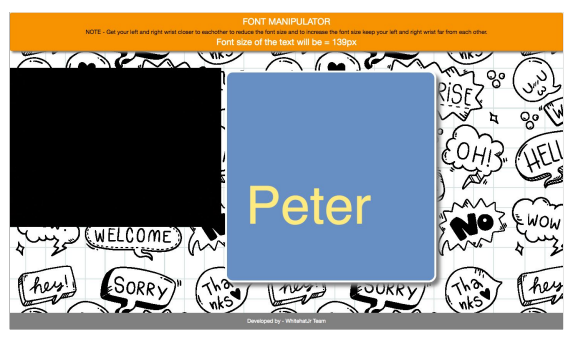 FONT MANIPULATOR
NOTE - Get your left and right wrist closer to eachother to reduce the font size and to increase the font size keep your left and right wrist far from each other.
Font size of the text will be = 139px
nks
RISE
UwU
OH!
HELL
Peter
No
WOW
WELCOME
hey!
SORRY
Tha
nks
SORRY
Tha
nks
hey!
Developed by - WhitehatJr Team